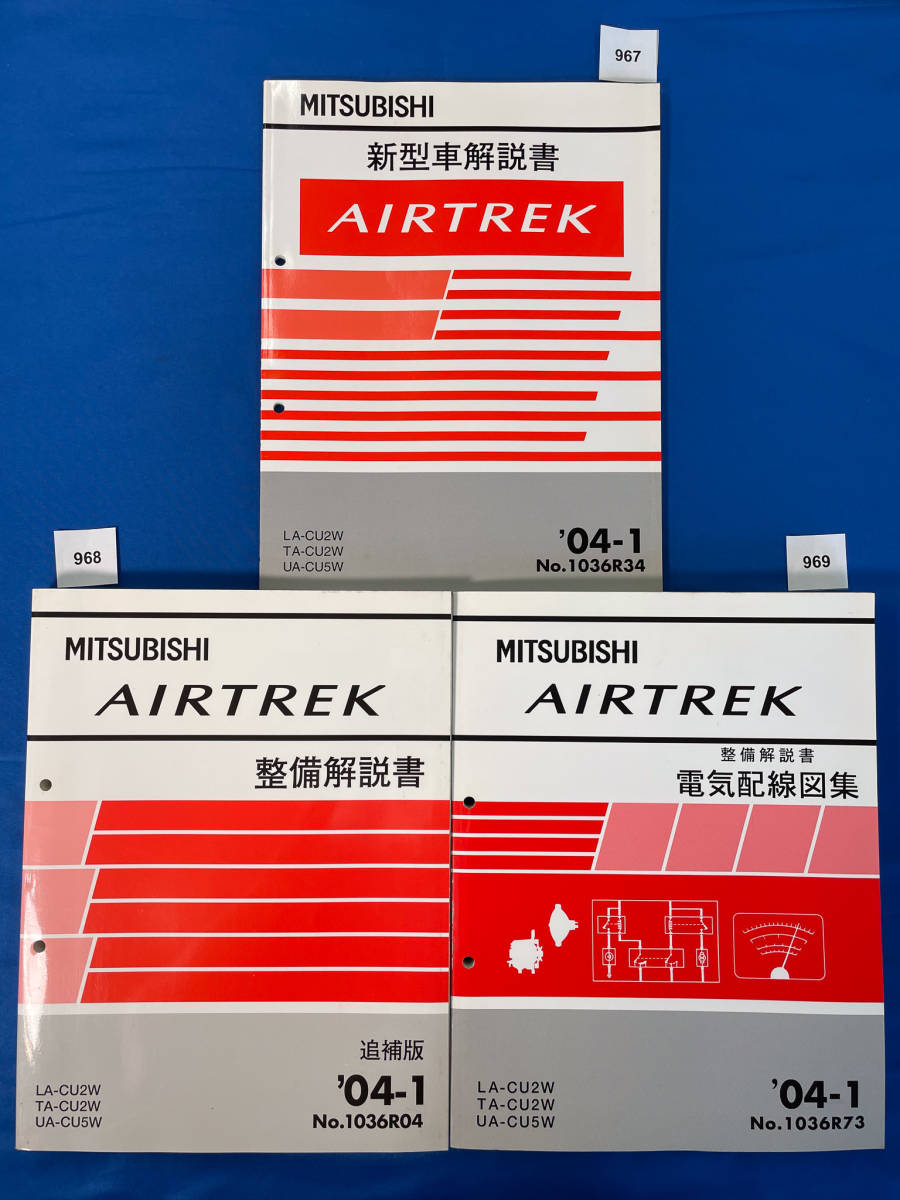 967
MITSUBISHI
新型車解説書
AIRTREK
LA-CU2W
TA-CU2W
UA-CU5W
'04-1
No.1036R34
968
MITSUBISHI
AIRTREK
整備解説書
追補版
LA-CU2W
TA-CU2W
UA-CU5W
'04-1
No.1036R04
969
MITSUBISHI
AIRTREK
整備解説書
電気配線図集
LA-CU2W
TA-CU2W
UA-CU5W
'04-1
No.1036R73